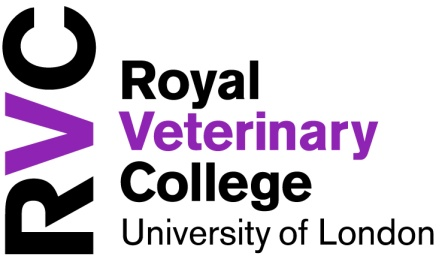 RVC
Royal
Veterinary
College
University of London